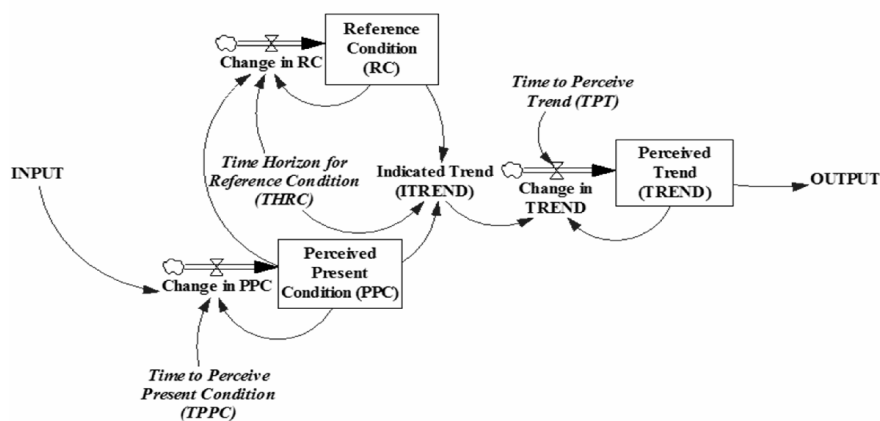 Reference
Condition
(RC)
Change in RC
Time to Perceive
Trend (TPT)
INPUT
Time Horizon for
Reference Condition
(THRC)
Indicated Trend
(ITREND)
Change in
TREND
Perceived
Trend
(TREND)
OUTPUT
Change in PPC
Perceived
Present
Condition (PPC)
Time to Perceive
Present Condition
(TPPC)